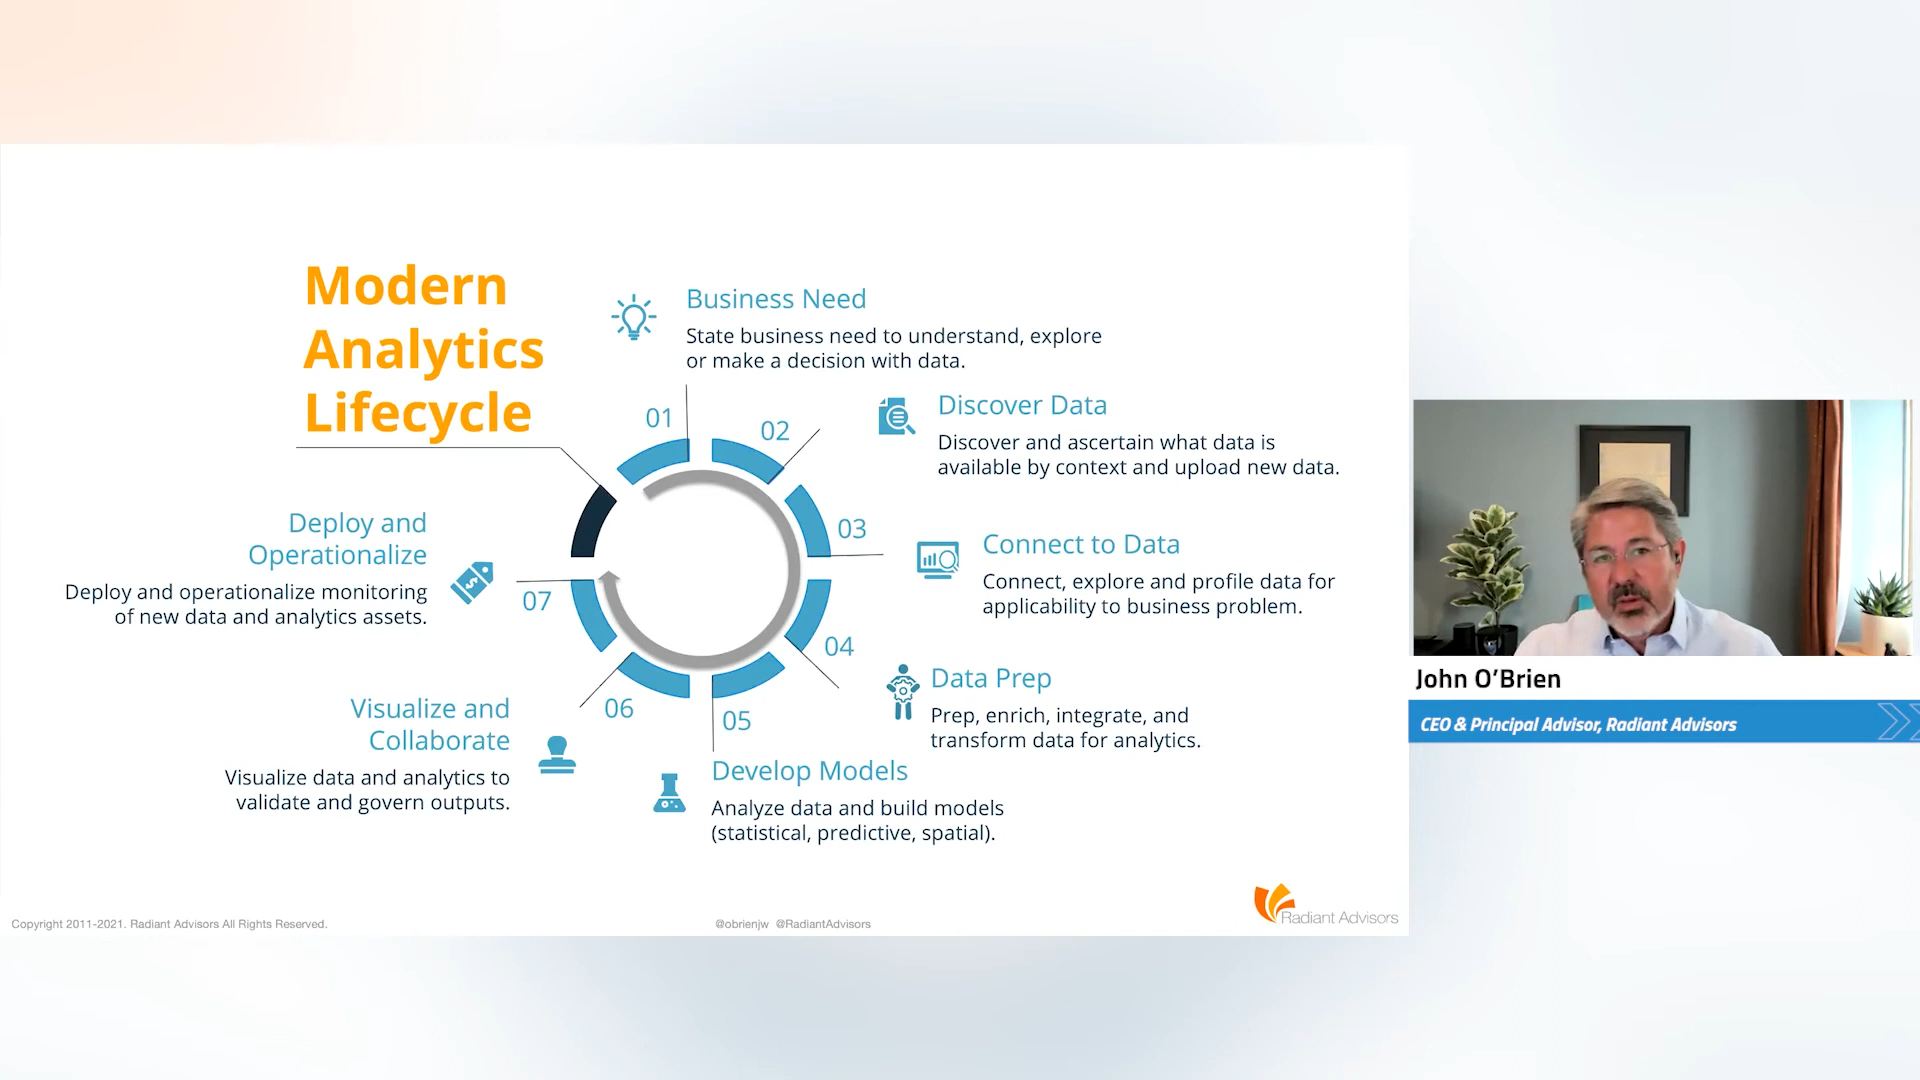 Modern
Analytics
Lifecycle
01
Business Need
State business need to understand, explore
or make a decision with data.
02
Discover Data
Discover and ascertain what data is
available by context and upload new data.
03
Connect to Data
Connect, explore and profile data for
applicability to business problem.
04
Data Prep
Prep, enrich, integrate, and
transform data for analytics.
05
Develop Models
Analyze data and build models
(statistical, predictive, spatial).
06
Visualize and
Collaborate
Visualize data and analytics to
validate and govern outputs.
07
Deploy and
Operationalize
Deploy and operationalize monitoring
of new data and analytics assets.
$
Copyright 2011-2021. Radiant Advisors All Rights Reserved.
@obrienjw @RadiantAdvisors
Radiant Advisors
John O’Brien
CEO & Principal Advisor, Radiant Advisors